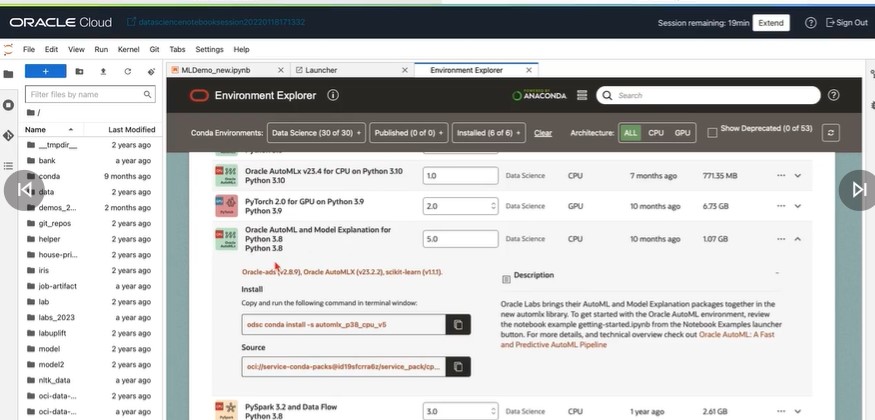 ORACLE Cloud
datasciencenotebooksession20220118171332
Session remaining: 19min
Extend
Sign Out
File Edit View Run Kernel Git Tabs Settings Help
MLDemo_new.ipynb
Launcher
Environment Explorer
Filter files by name
/
Name
Last Modified
__tmpdir__ 2 years ago
bank a year ago
conda 9 months ago
data 2 years ago
demos_2... 2 months ago
git_repos 2 years ago
helper 2 years ago
house-pri... 2 years ago
iris 2 years ago
job-artifact a year ago
lab 2 years ago
labs_2023 a year ago
labuplift 2 years ago
model 2 years ago
model2 2 years ago
nltk_data a year ago
oci-data-... 2 years ago
oci-data-... a year ago
Environment Explorer
ANACONDA
Search
Conda Environments:
Data Science (30 of 30) +
Published (0 of 0) +
Installed (6 of 6) +
Clear
Architecture:
ALL CPU GPU
Show Deprecated (0 of 53)
Oracle AutoMLx v23.4 for CPU on Python 3.10
Python 3.10
1.0 Data Science CPU 7 months ago 771.35 MB
PyTorch 2.0 for GPU on Python 3.9
Python 3.9
2.0 Data Science GPU 10 months ago 6.73 GB
Oracle AutoML and Model Explanation for
Python 3.8
Python 3.8
5.0 Data Science CPU 10 months ago 1.07 GB
Oracle-ads (v2.8.9), Oracle AutoMLX (v23.2.2), scikit-learn (v1.1.1).
Install
Copy and run the following command in terminal window:
odsc conda install -s automlx_p38_cpu_v5
Source
oci://service-conda-packs@id19sfcrra6z/service_pack/cp...
Description
Oracle Labs brings their AutoML and Model Explanation packages together in the
new automlx library. To get started with the Oracle AutoML environment, review
the notebook example getting-started.ipynb from the Notebook Examples launcher
button. For more details, and technical overview check out Oracle AutoML: A Fast
and Predictive AutoML Pipeline
PySpark 3.2 and Data Flow
Python 3.8
3.0 Data Science CPU 1 year ago 2.61 GB